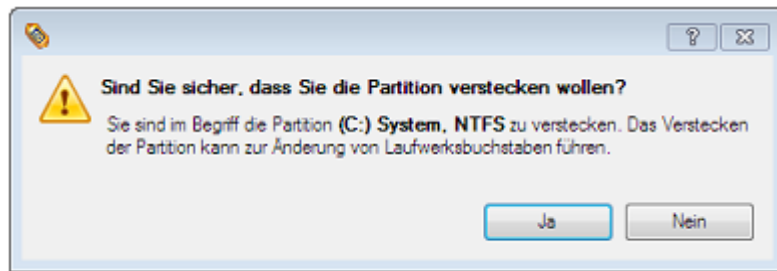 Sind Sie sicher, dass Sie die Partition verstecken wollen?
Sie sind im Begriff die Partition (C:) System, NTFS zu verstecken. Das Verstecken
der Partition kann zur Änderung von Laufwerksbuchstaben führen.
Ja Nein